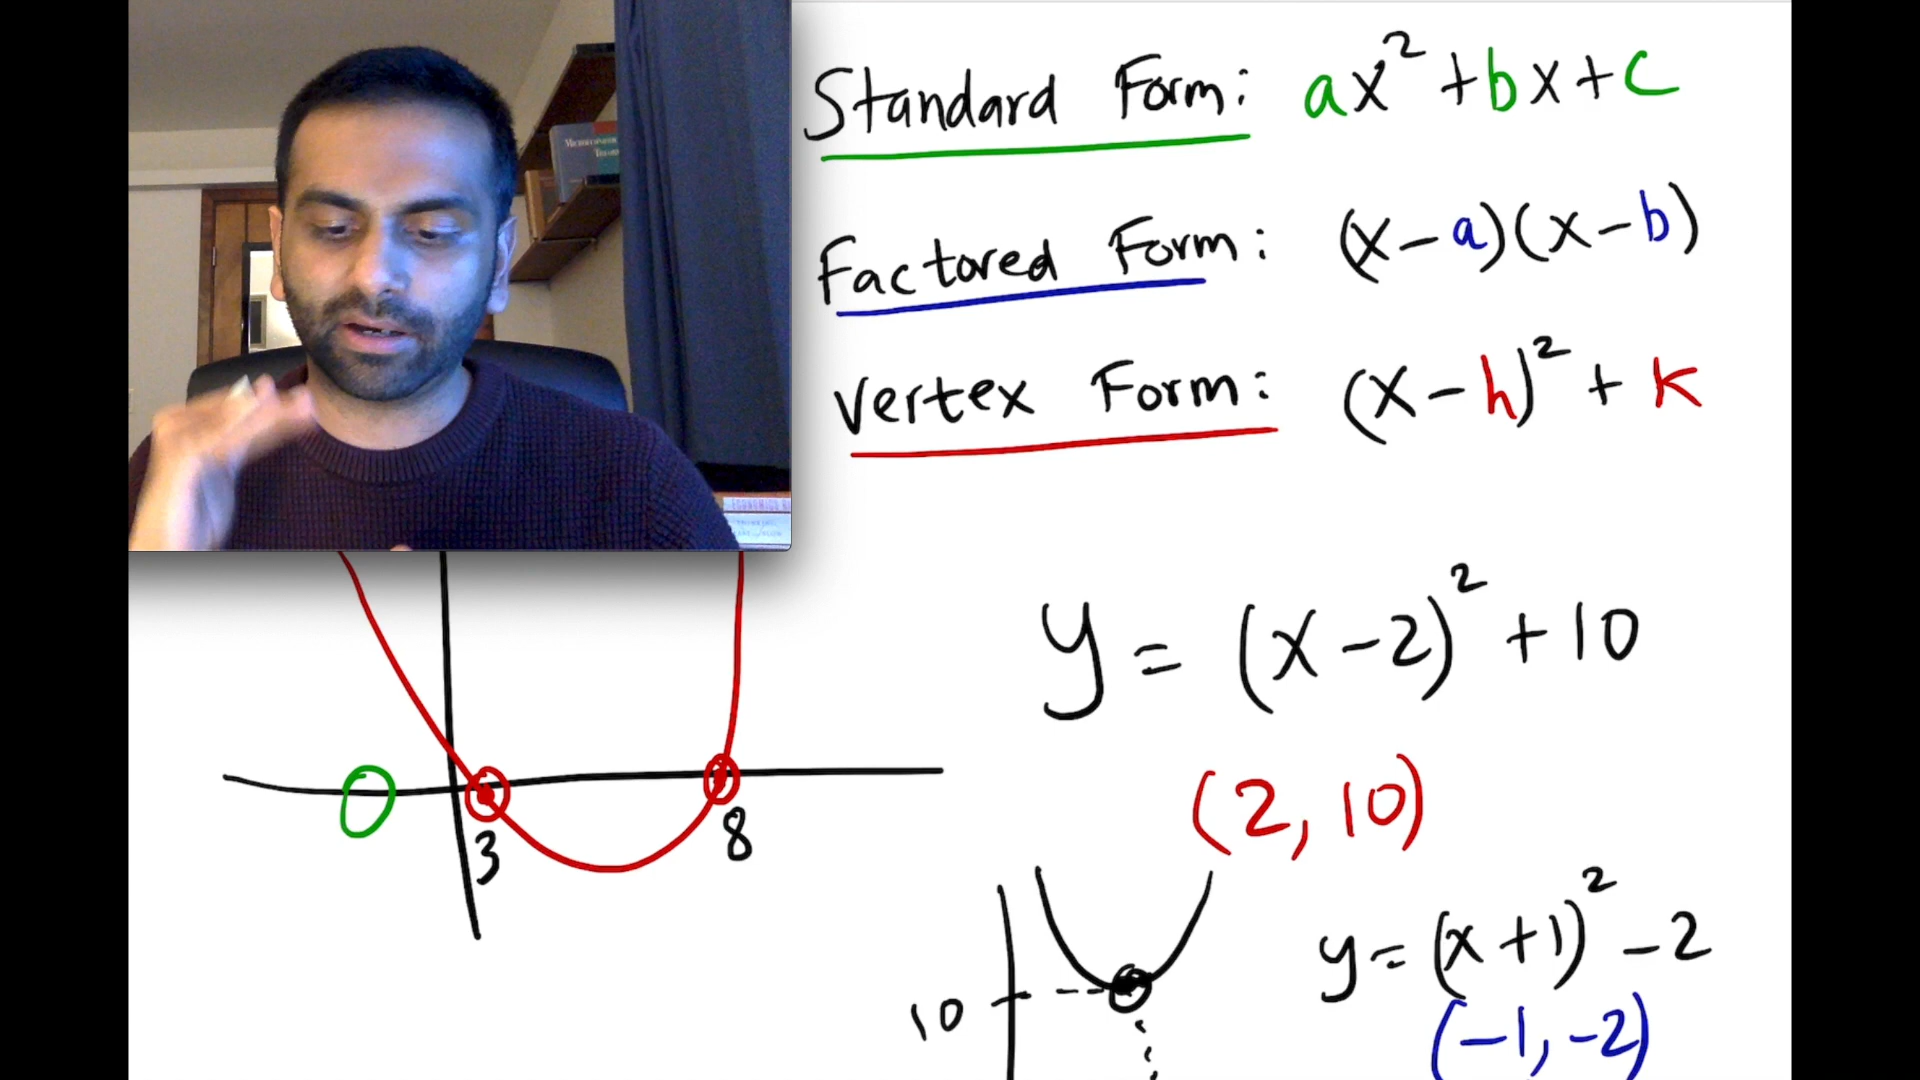 Standard Form: ax² + bx + c
Factored Form: (x - a)(x - b)
Vertex Form: (x - h)² + k
y = (x - 2)² + 10
(2, 10)
3
8
y = (x + 1)² - 2
(-1, -2)
10